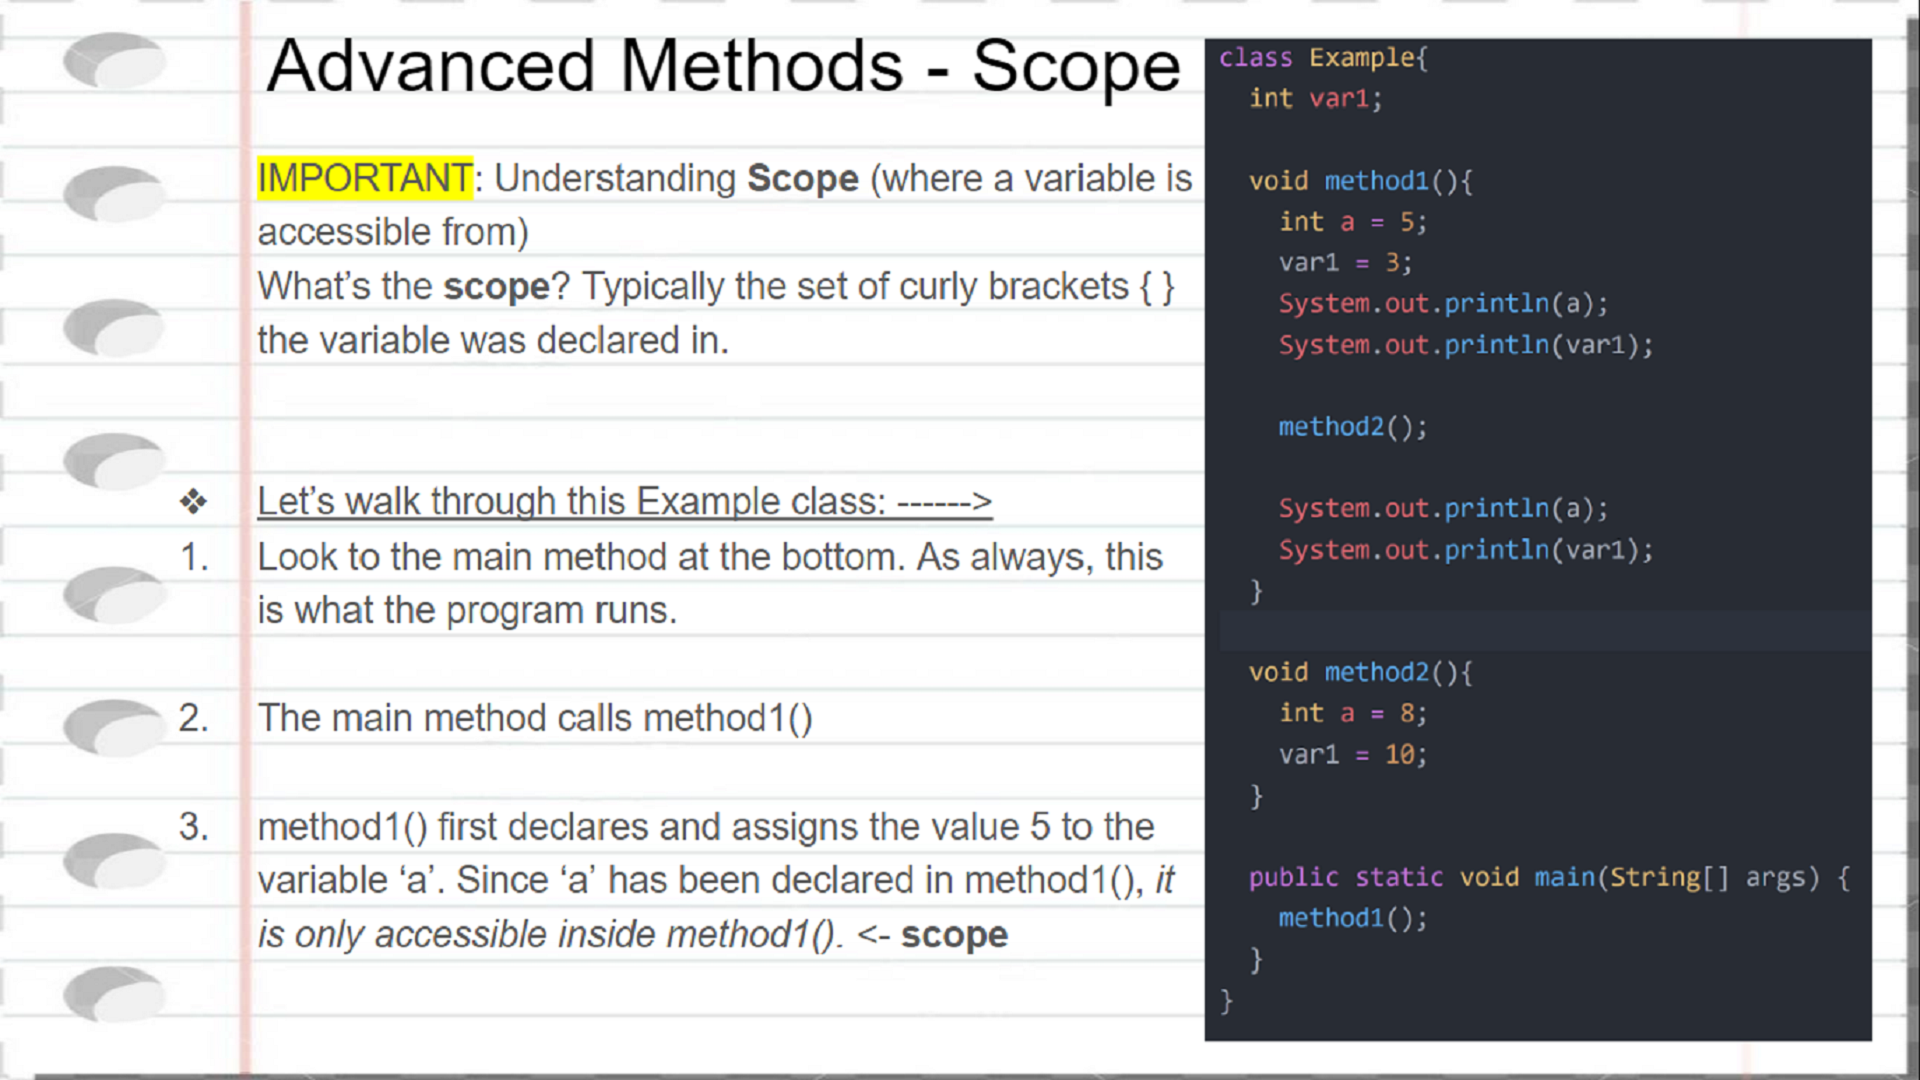 Advanced Methods - Scope
IMPORTANT: Understanding Scope (where a variable is
accessible from)
What's the scope? Typically the set of curly brackets { }
the variable was declared in.
❖ Let's walk through this Example class: ------>
1. Look to the main method at the bottom. As always, this
is what the program runs.
2. The main method calls method1()
3. method1() first declares and assigns the value 5 to the
variable ‘a’. Since ‘a’ has been declared in method1(), it
is only accessible inside method1(). <- scope
class Example{
int var1;
void method1(){
int a = 5;
var1 = 3;
System.out.println(a);
System.out.println(var1);
method2();
System.out.println(a);
System.out.println(var1);
}
void method2(){
int a = 8;
var1 = 10;
}
public static void main(String[] args) {
method1();
}
}